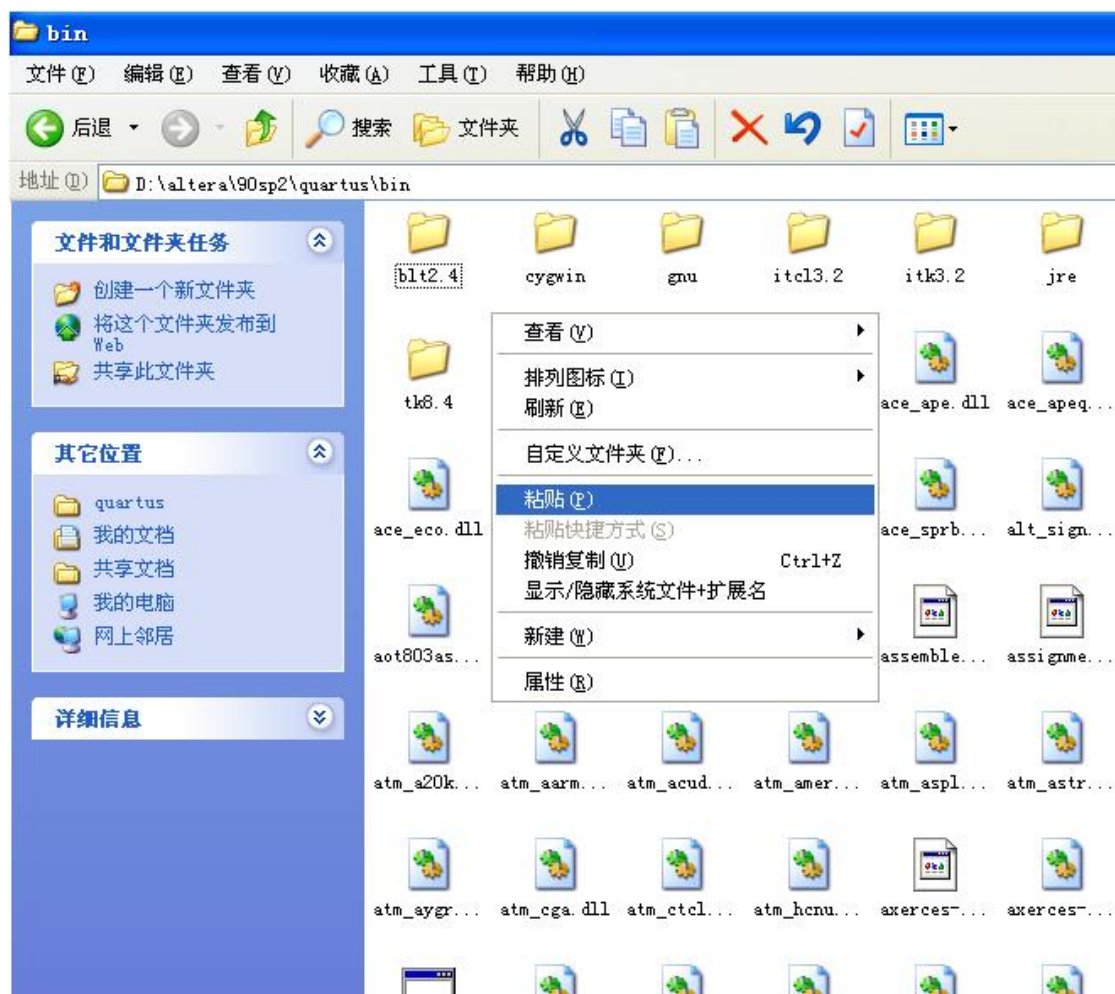 bin
文件(F) 编辑(E) 查看(V) 收藏(A) 工具(T) 帮助(H)
后退 搜索 文件夹
地址(D) D:\altera\90sp2\quartus\bin
文件和文件夹任务
创建一个新文件夹
将这个文件夹发布到
Web
共享此文件夹
其它位置
quartus
我的文档
共享文档
我的电脑
网上邻居
详细信息
blt2.4 cygwin gnu itcl3.2 itk3.2 jre
tk8.4 ace_ape.dll ace_apeq...
ace_eco.dll ace_sprb... alt_sign...
aot803as... assemble... assignme...
atm_a20k... atm_aarm... atm_acud... atm_amer... atm_aspl... atm_astr...
atm_aygr... atm_cga.dll atm_ctcl... atm_hcnu... axerces-... axerces-...
查看(V)
排列图标(I)
刷新(E)
自定义文件夹(F)...
粘贴(P)
粘贴快捷方式(S)
撤销复制(U) Ctrl+Z
显示/隐藏系统文件+扩展名
新建(W)
属性(R)